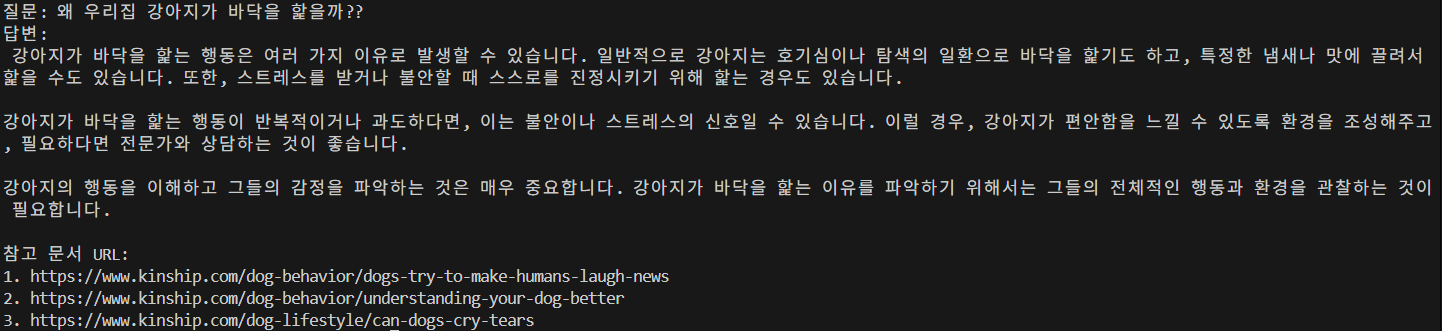 질문: 왜 우리집 강아지가 바닥을 핥을까??
답변:
강아지가 바닥을 핥는 행동은 여러 가지 이유로 발생할 수 있습니다. 일반적으로 강아지는 호기심이나 탐색의 일환으로 바닥을 핥기도 하고, 특정한 냄새나 맛에 끌려서
핥을 수도 있습니다. 또한, 스트레스를 받거나 불안할 때 스스로를 진정시키기 위해 핥는 경우도 있습니다.
강아지가 바닥을 핥는 행동이 반복적이거나 과도하다면, 이는 불안이나 스트레스의 신호일 수 있습니다. 이럴 경우, 강아지가 편안함을 느낄 수 있도록 환경을 조성해주고
, 필요하다면 전문가와 상담하는 것이 좋습니다.
강아지의 행동을 이해하고 그들의 감정을 파악하는 것은 매우 중요합니다. 강아지가 바닥을 핥는 이유를 파악하기 위해서는 그들의 전체적인 행동과 환경을 관찰하는 것이
필요합니다.
참고 문서 URL:
1. https://www.kinship.com/dog-behavior/dogs-try-to-make-humans-laugh-news
2. https://www.kinship.com/dog-behavior/understanding-your-dog-better
3. https://www.kinship.com/dog-lifestyle/can-dogs-cry-tears